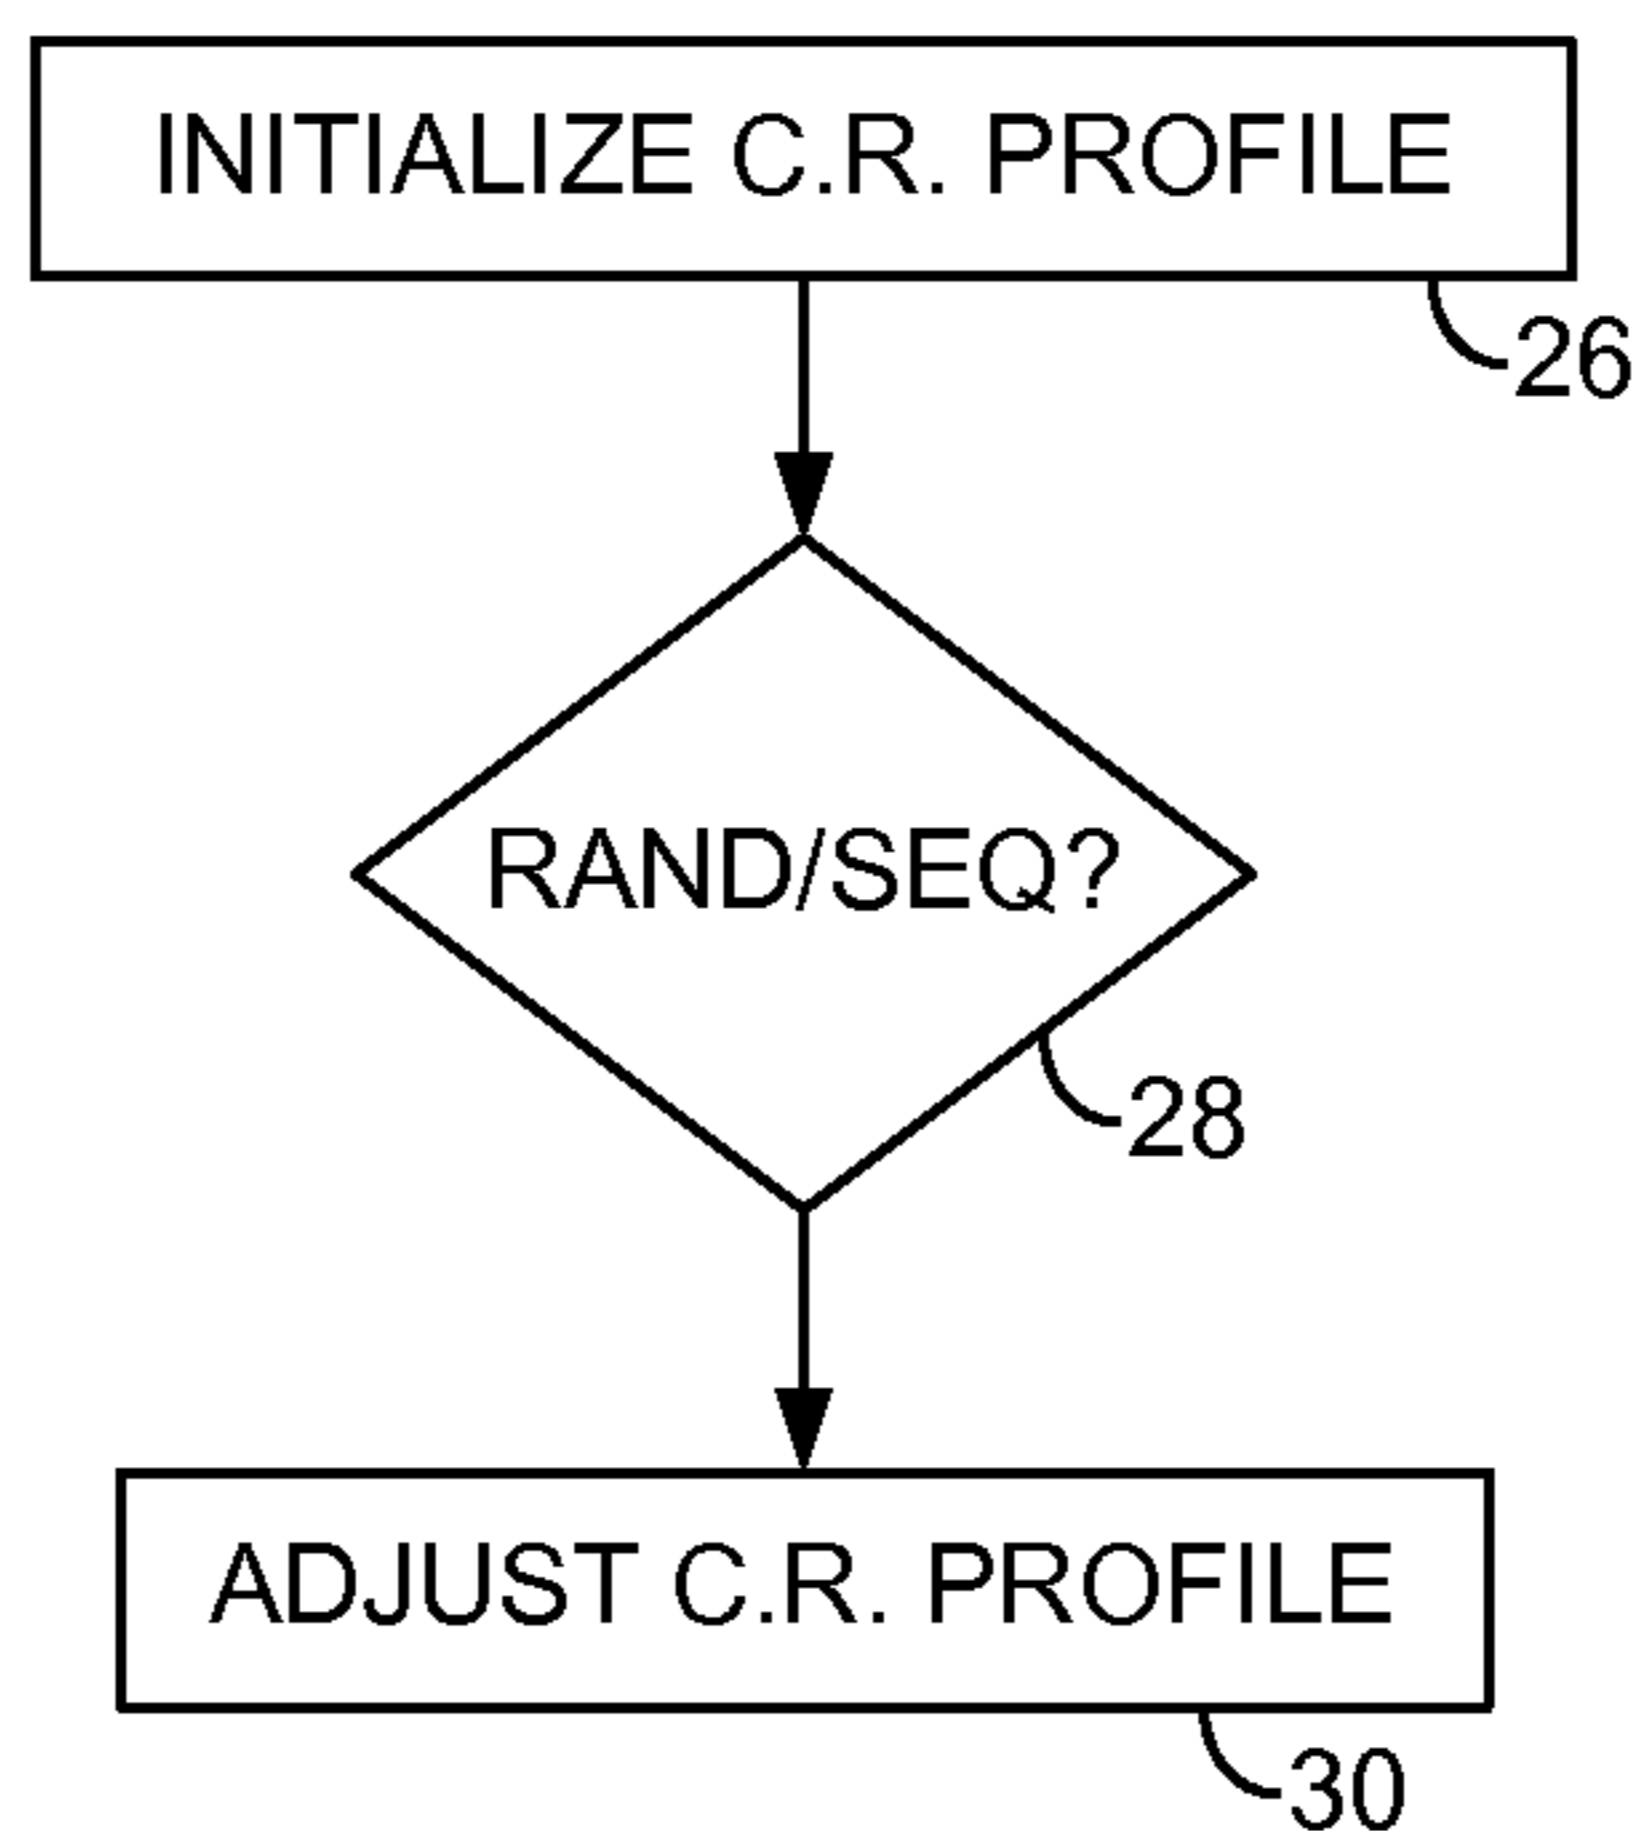 INITIALIZE C.R. PROFILE
26
RAND/SEQ?
28
ADJUST C.R. PROFILE
30